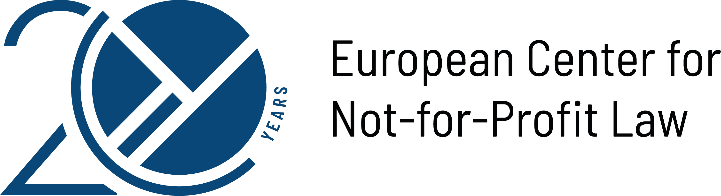 20
YEARS
European Center for
Not-for-Profit Law